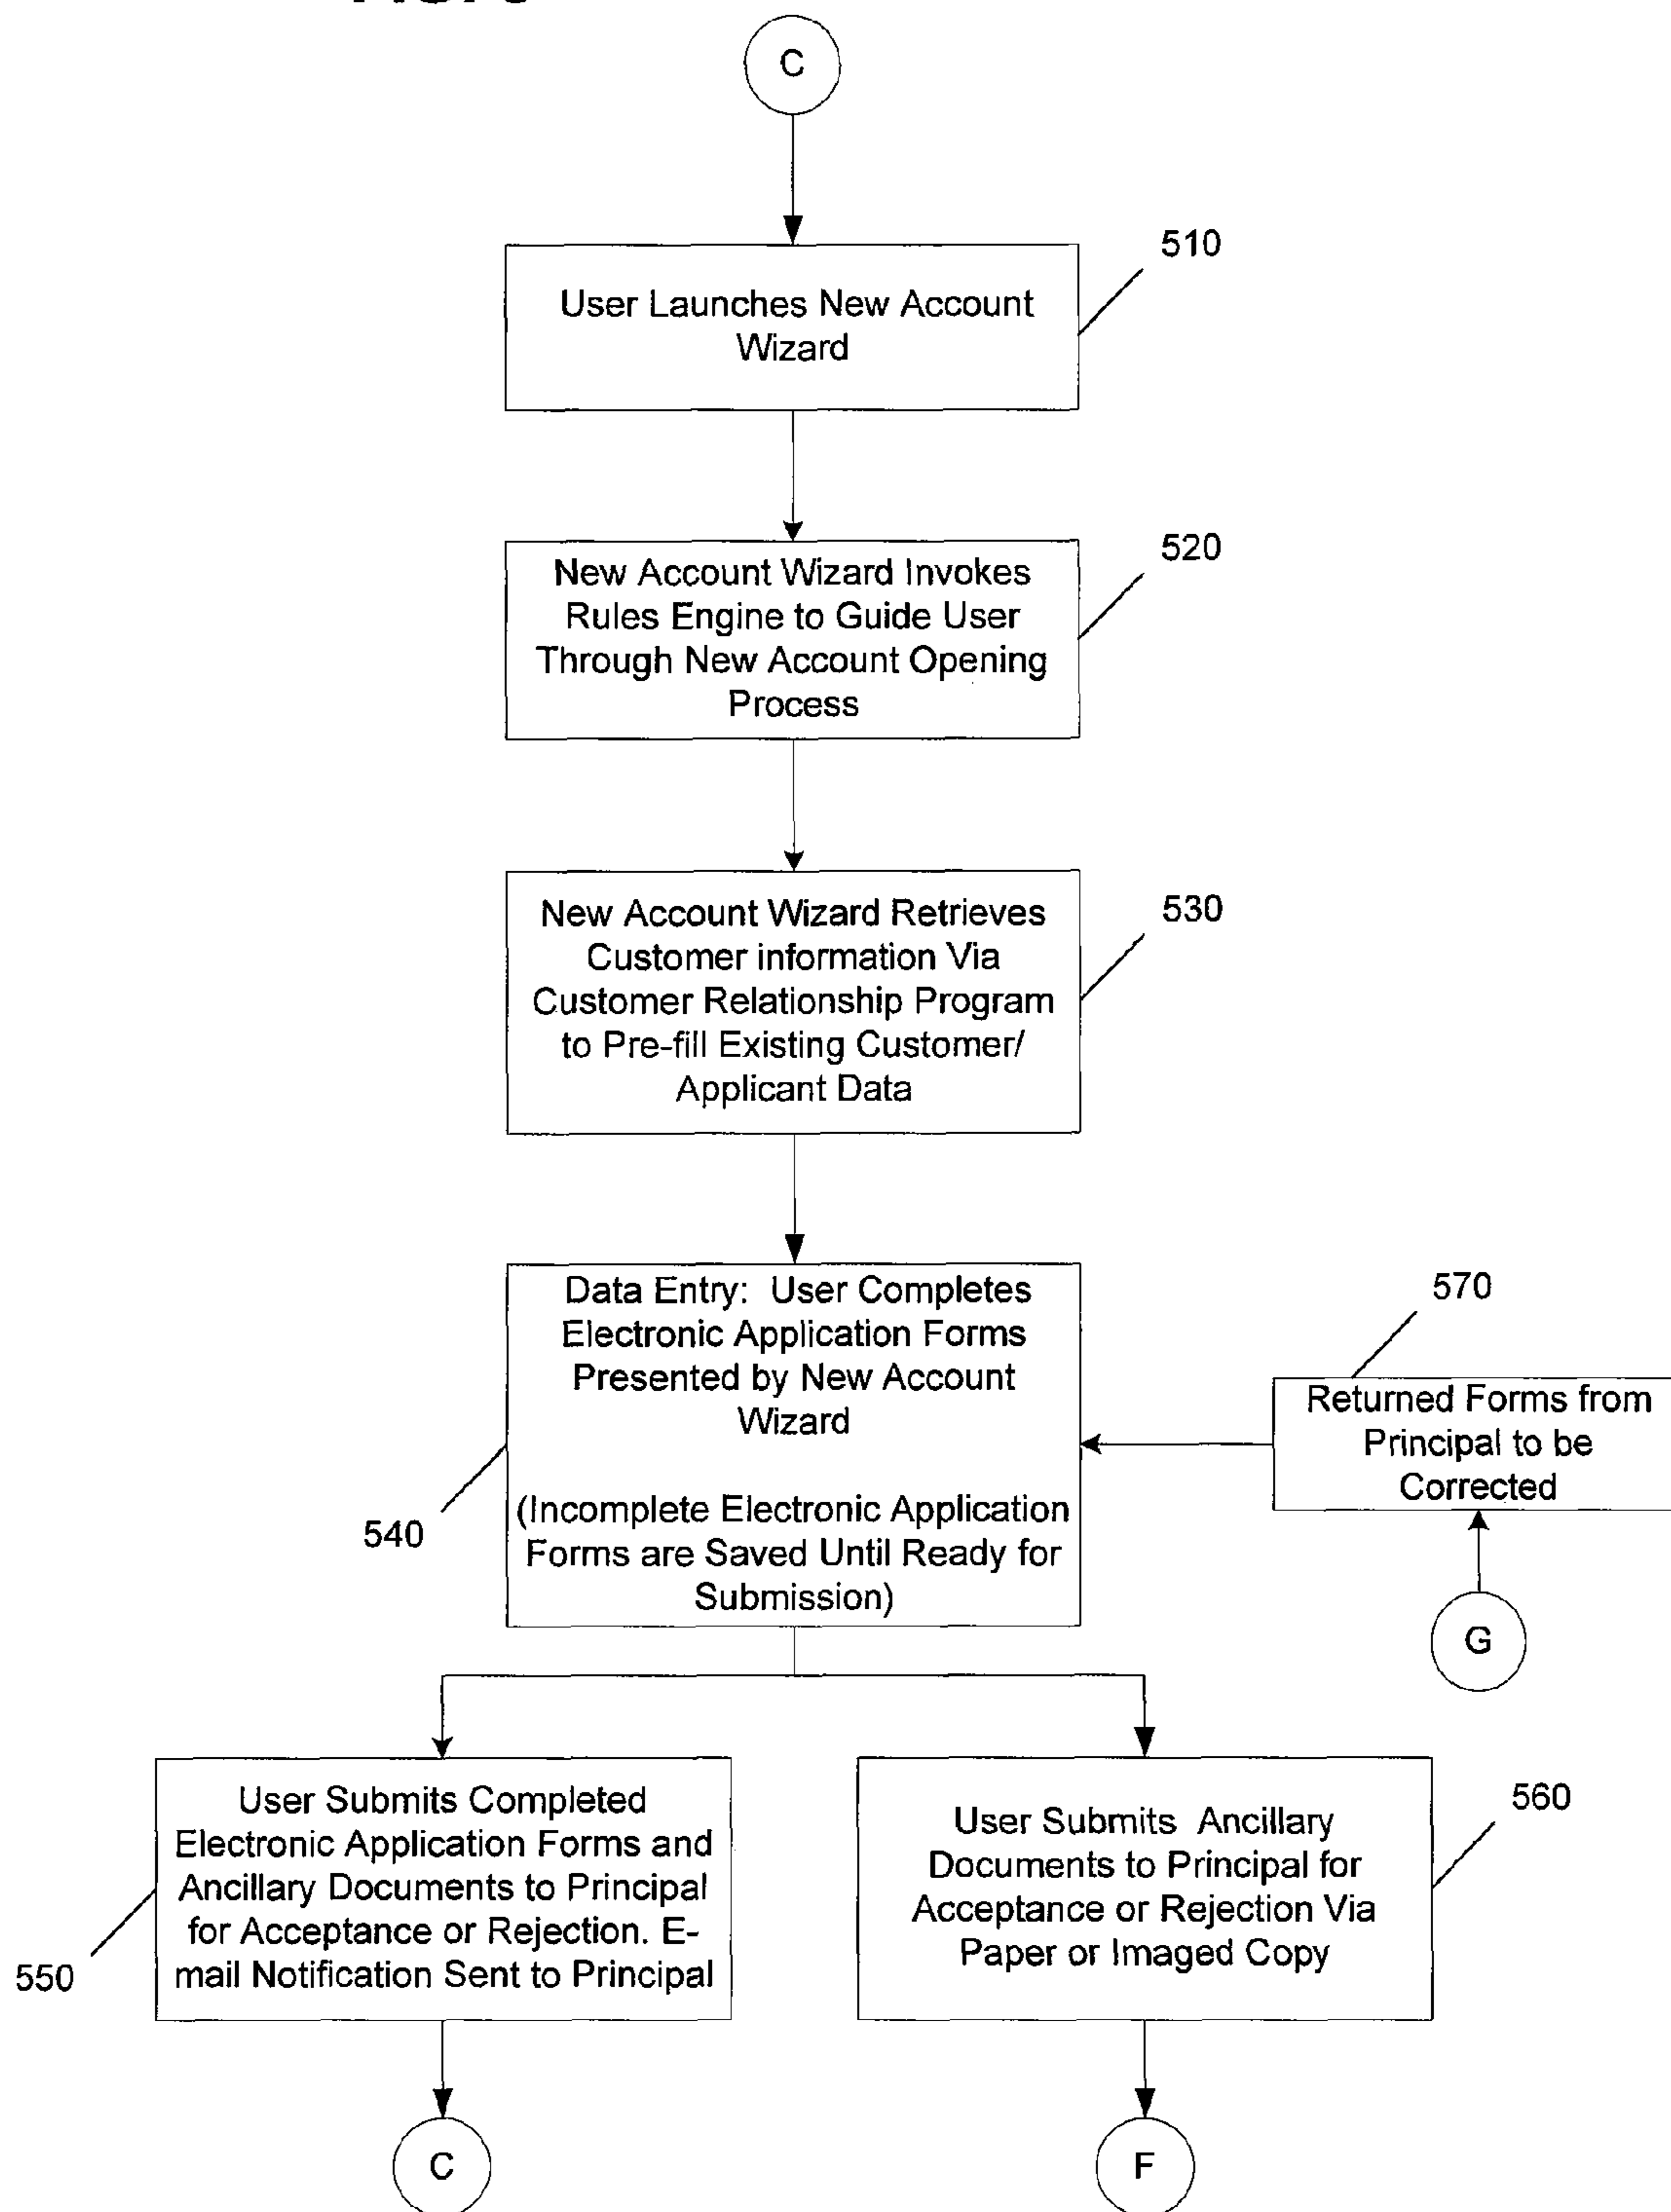 C
510
User Launches New Account
Wizard
520
New Account Wizard Invokes
Rules Engine to Guide User
Through New Account Opening
Process
530
New Account Wizard Retrieves
Customer information Via
Customer Relationship Program
to Pre-fill Existing Customer/
Applicant Data
Data Entry: User Completes
Electronic Application Forms
Presented by New Account
Wizard
(Incomplete Electronic Application
Forms are Saved Until Ready for
Submission)
540
570
Returned Forms from
Principal to be
Corrected
G
User Submits Completed
Electronic Application Forms and
Ancillary Documents to Principal
for Acceptance or Rejection. E-
mail Notification Sent to Principal
550
560
User Submits Ancillary
Documents to Principal for
Acceptance or Rejection Via
Paper or Imaged Copy
C
F